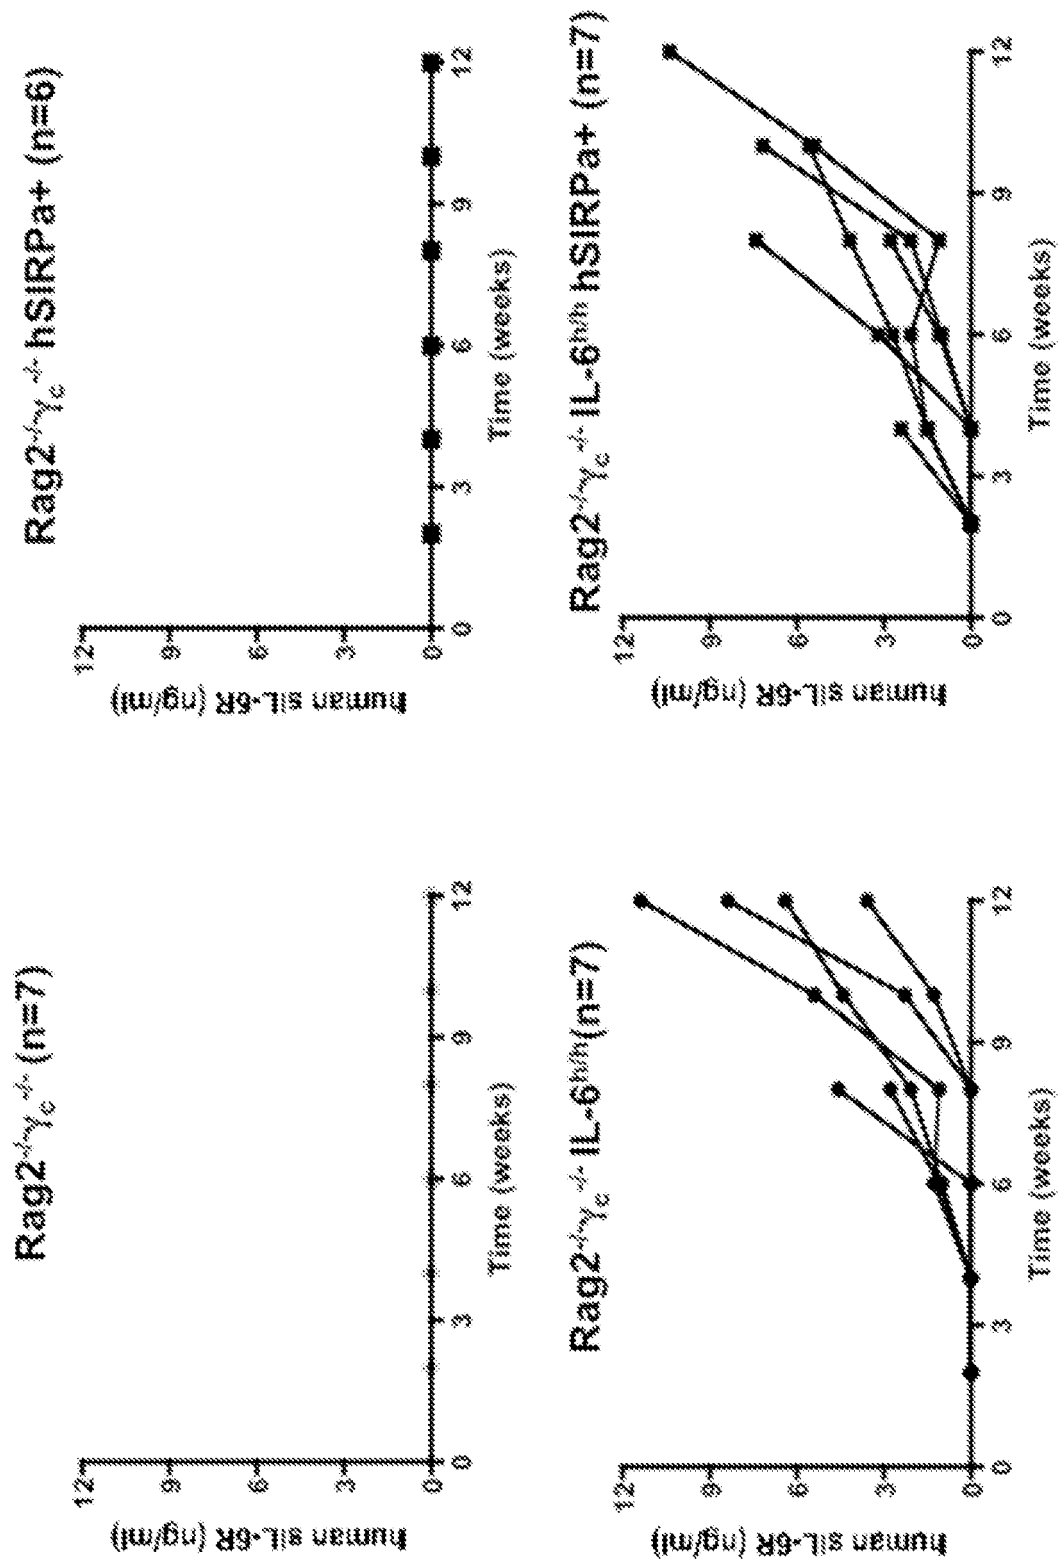 Rag2⁻/⁻γc⁻/⁻ (n=7)
human sIL-6R (ng/ml)
12
9
6
3
0
0 3 6 9 12
Time (weeks)
Rag2⁻/⁻γc⁻/⁻ hSIRPa+ (n=6)
human sIL-6R (ng/ml)
12
9
6
3
0
0 3 6 9 12
Time (weeks)
Rag2⁻/⁻γc⁻/⁻ IL-6ʰ/ʰ(n=7)
human sIL-6R (ng/ml)
12
9
6
3
0
0 3 6 9 12
Time (weeks)
Rag2⁻/⁻γc⁻/⁻ IL-6ʰ/ʰ hSIRPa+ (n=7)
human sIL-6R (ng/ml)
12
9
6
3
0
0 3 6 9 12
Time (weeks)